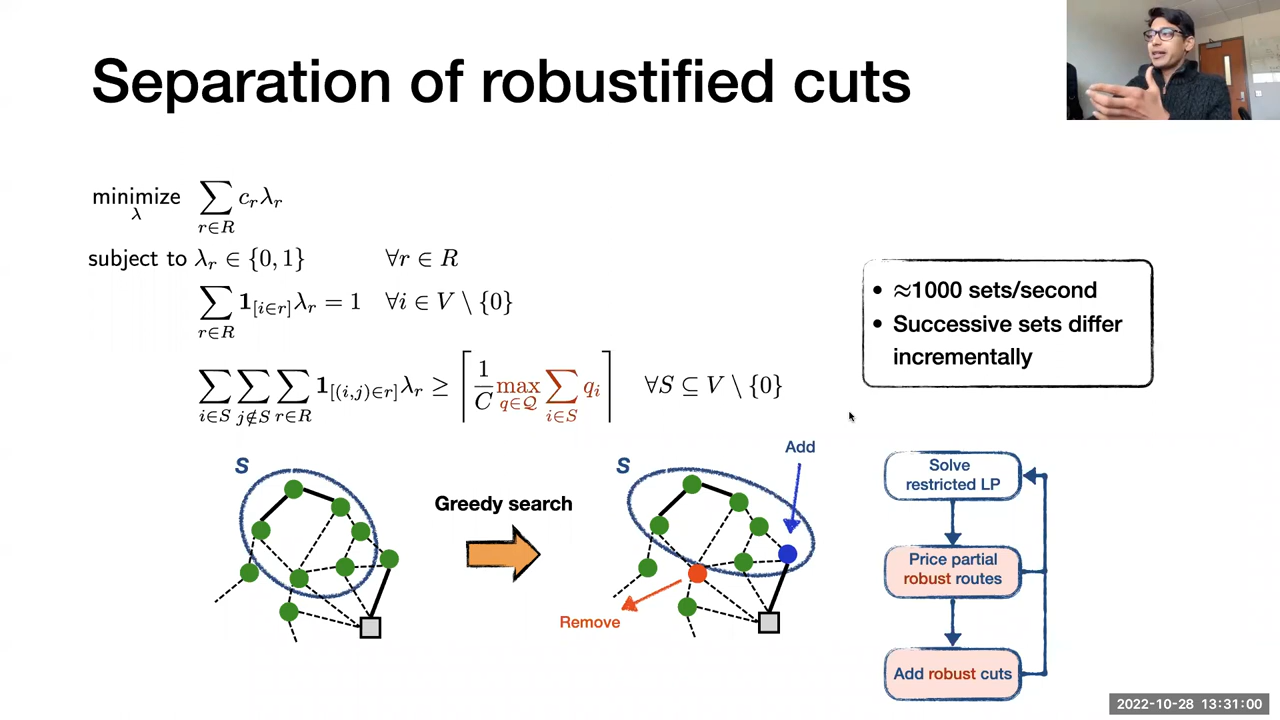 Separation of robustified cuts
minimize ∑ c_r λ_r
λ r∈R
subject to λ_r ∈ {0, 1} ∀r ∈ R
∑ 1_[i∈r] λ_r = 1 ∀i ∈ V \ {0}
r∈R
∑ ∑ ∑ 1_[(i,j)∈r] λ_r ≥ ⌈ 1/C max ∑ q_i ⌉ ∀S ⊆ V \ {0}
i∈S j∉S r∈R q∈𝒬 i∈S
• ≈1000 sets/second
• Successive sets differ
incrementally
S
Greedy search
S
Add
Remove
Solve
restricted LP
Price partial
robust routes
Add robust cuts
2022-10-28 13:31:00